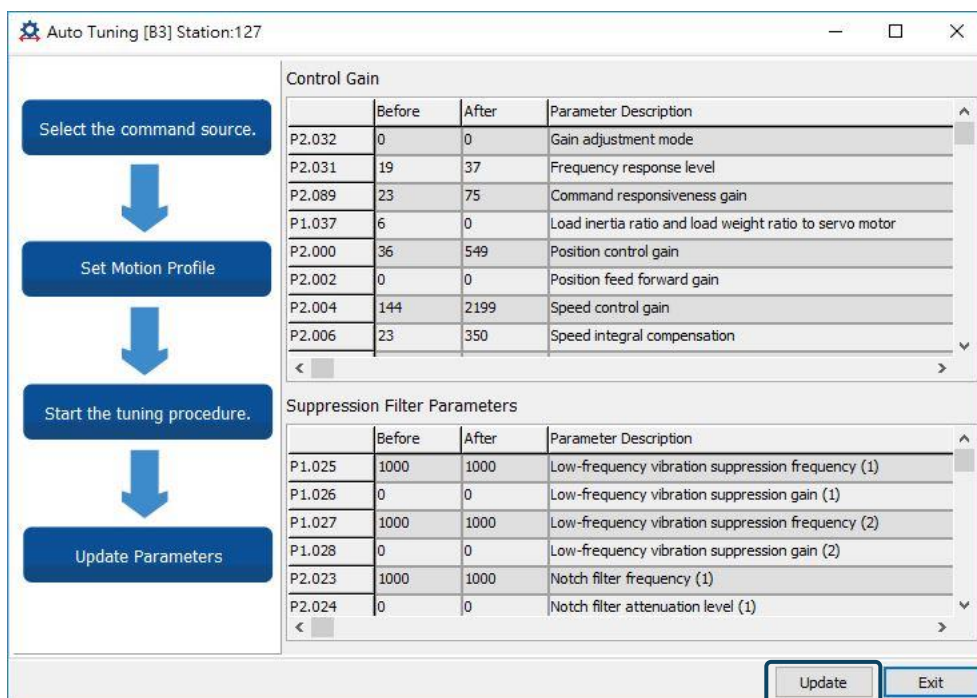 Auto Tuning [B3] Station:127
Select the command source.
Set Motion Profile
Start the tuning procedure.
Update Parameters
Control Gain
Before After Parameter Description
P2.032 0 0 Gain adjustment mode
P2.031 19 37 Frequency response level
P2.089 23 75 Command responsiveness gain
P1.037 6 0 Load inertia ratio and load weight ratio to servo motor
P2.000 36 549 Position control gain
P2.002 0 0 Position feed forward gain
P2.004 144 2199 Speed control gain
P2.006 23 350 Speed integral compensation
Suppression Filter Parameters
Before After Parameter Description
P1.025 1000 1000 Low-frequency vibration suppression frequency (1)
P1.026 0 0 Low-frequency vibration suppression gain (1)
P1.027 1000 1000 Low-frequency vibration suppression frequency (2)
P1.028 0 0 Low-frequency vibration suppression gain (2)
P2.023 1000 1000 Notch filter frequency (1)
P2.024 0 0 Notch filter attenuation level (1)
Update Exit